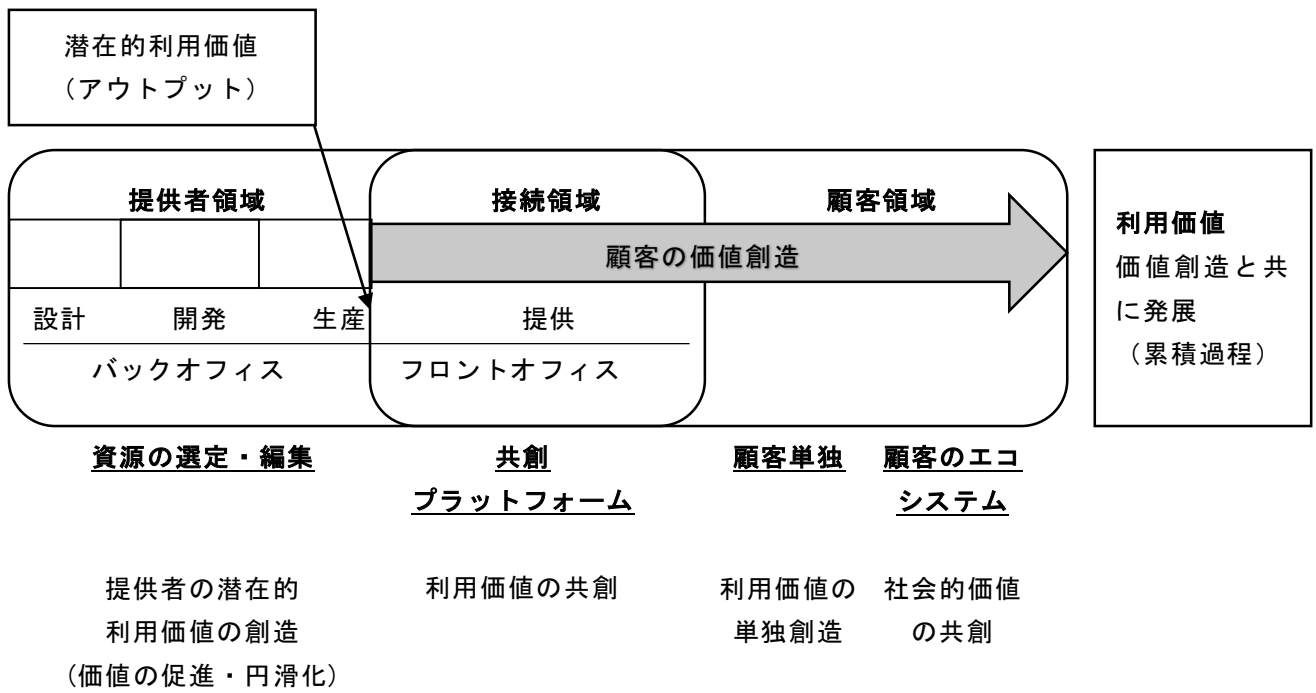 潜在的利用価値
（アウトプット）
提供者領域
接続領域
顧客領域
顧客の価値創造
設計
開発
生産
提供
バックオフィス
フロントオフィス
利用価値
価値創造と共
に発展
（累積過程）
資源の選定・編集
共創
プラットフォーム
顧客単独
顧客のエコ
システム
提供者の潜在的
利用価値の創造
（価値の促進・円滑化）
利用価値の共創
利用価値の
単独創造
社会的価値
の共創